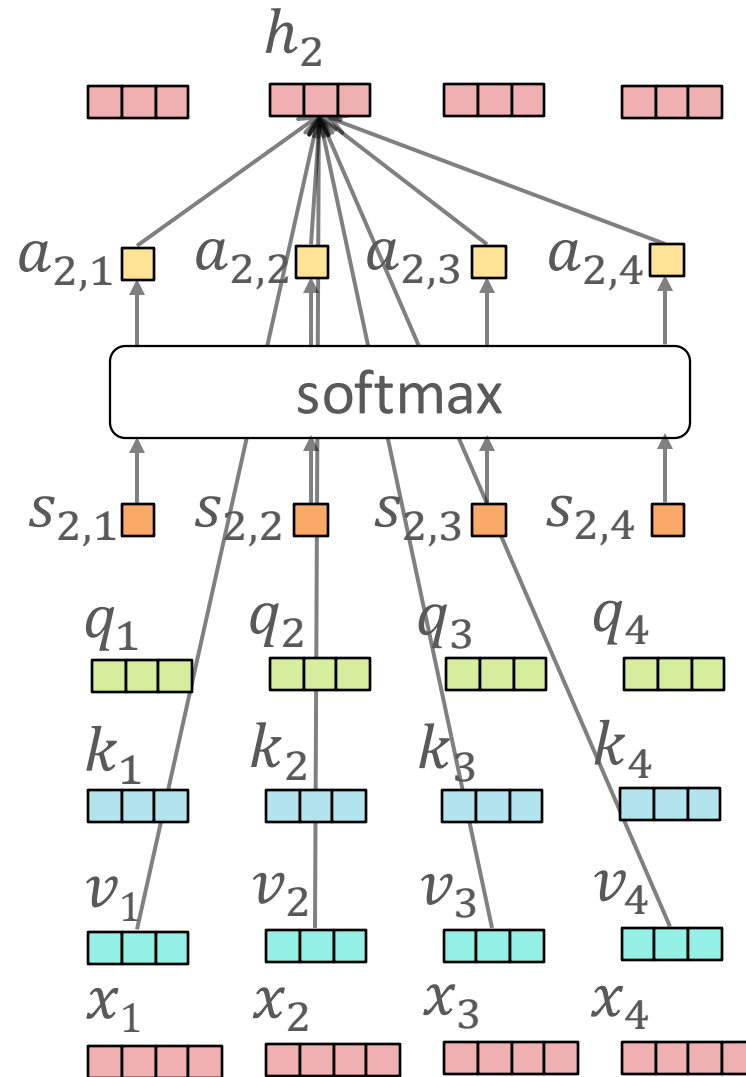 h₂
a₂,₁ a₂,₂ a₂,₃ a₂,₄
softmax
s₂,₁ s₂,₂ s₂,₃ s₂,₄
q₁ q₂ q₃ q₄
k₁ k₂ k₃ k₄
v₁ v₂ v₃ v₄
x₁ x₂ x₃ x₄